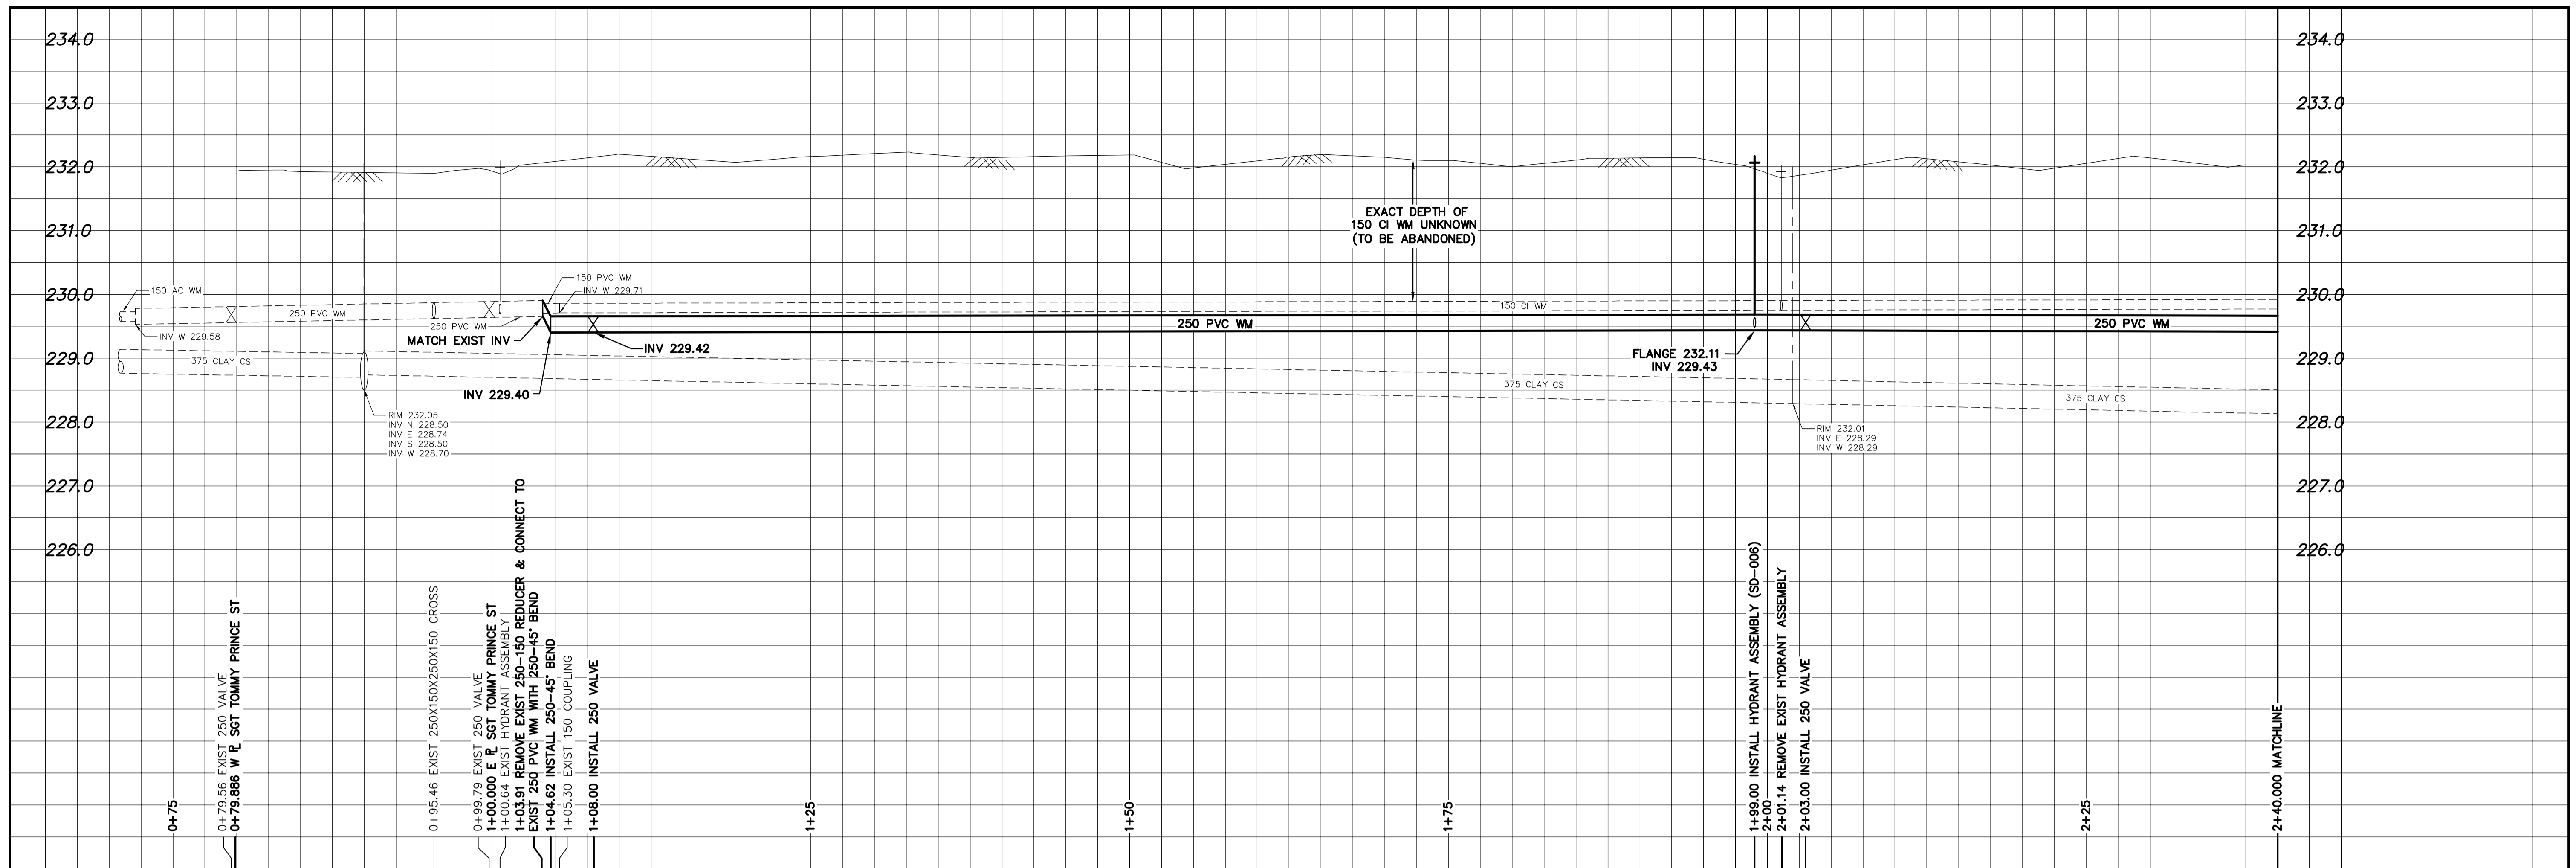 234.0
234.0
233.0
233.0
232.0
232.0
231.0
231.0
230.0
230.0
229.0
229.0
228.0
228.0
227.0
227.0
226.0
226.0
EXACT DEPTH OF
150 CI WM UNKNOWN
(TO BE ABANDONED)
150 AC WM
250 PVC WM
INV W 229.58
375 CLAY CS
150 PVC WM
INV W 229.71
250 PVC WM
MATCH EXIST INV
INV 229.42
INV 229.40
RIM 232.05
INV N 228.50
INV E 228.74
INV S 228.50
INV W 228.70
250 PVC WM
150 CI WM
375 CLAY CS
FLANGE 232.11
INV 229.43
RIM 232.01
INV E 228.29
INV W 228.29
250 PVC WM
375 CLAY CS
0+75
0+79.56 EXIST 250 VALVE
0+79.886 W PL SGT TOMMY PRINCE ST
0+95.46 EXIST 250X150X250X150 CROSS
0+99.79 EXIST 250 VALVE
1+00.000 E PL SGT TOMMY PRINCE ST
1+00.64 EXIST HYDRANT ASSEMBLY
1+03.91 REMOVE EXIST 250-150 REDUCER & CONNECT TO
EXIST 250 PVC WM WITH 250-45° BEND
1+04.62 INSTALL 250-45° BEND
1+05.30 EXIST 150 COUPLING
1+08.00 INSTALL 250 VALVE
1+25
1+50
1+75
1+99.00 INSTALL HYDRANT ASSEMBLY (SD-006)
2+00
2+01.14 REMOVE EXIST HYDRANT ASSEMBLY
2+03.00 INSTALL 250 VALVE
2+25
2+40.000 MATCHLINE